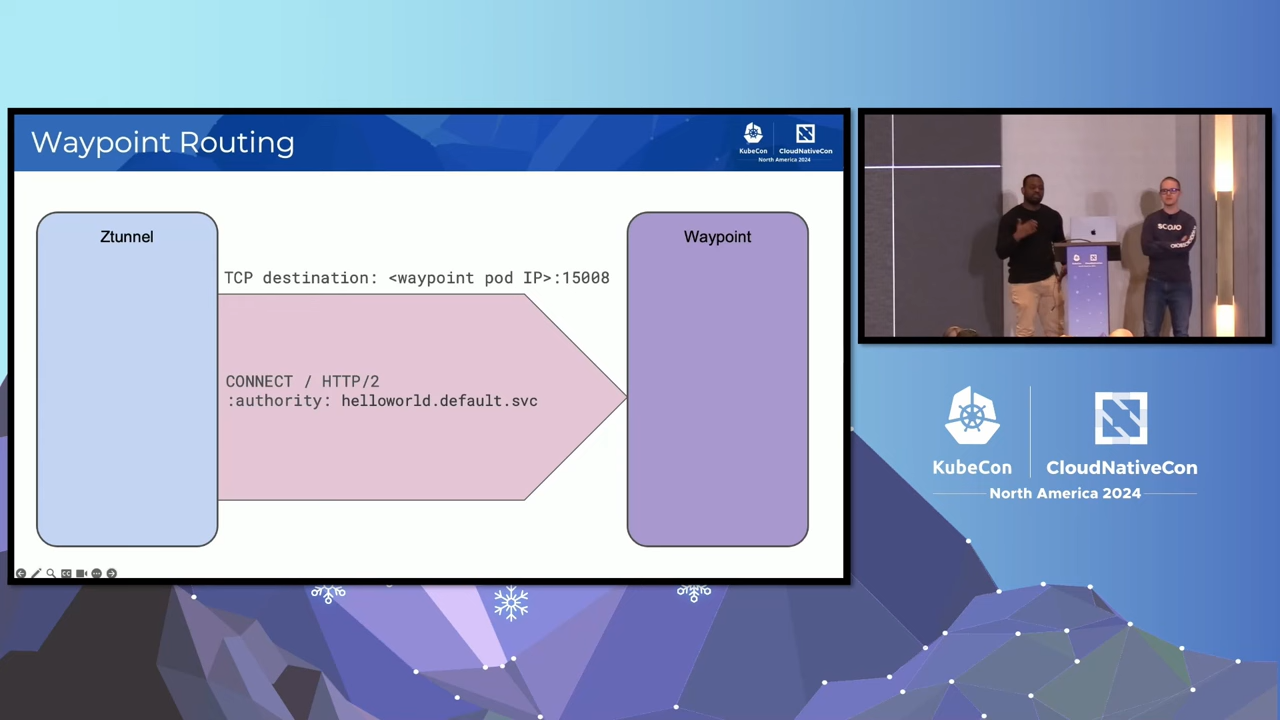 Waypoint Routing
KubeCon
CloudNativeCon
North America 2024
Ztunnel
Waypoint
TCP destination: <waypoint pod IP>:15008
CONNECT / HTTP/2
:authority: helloworld.default.svc
KubeCon
CloudNativeCon
North America 2024